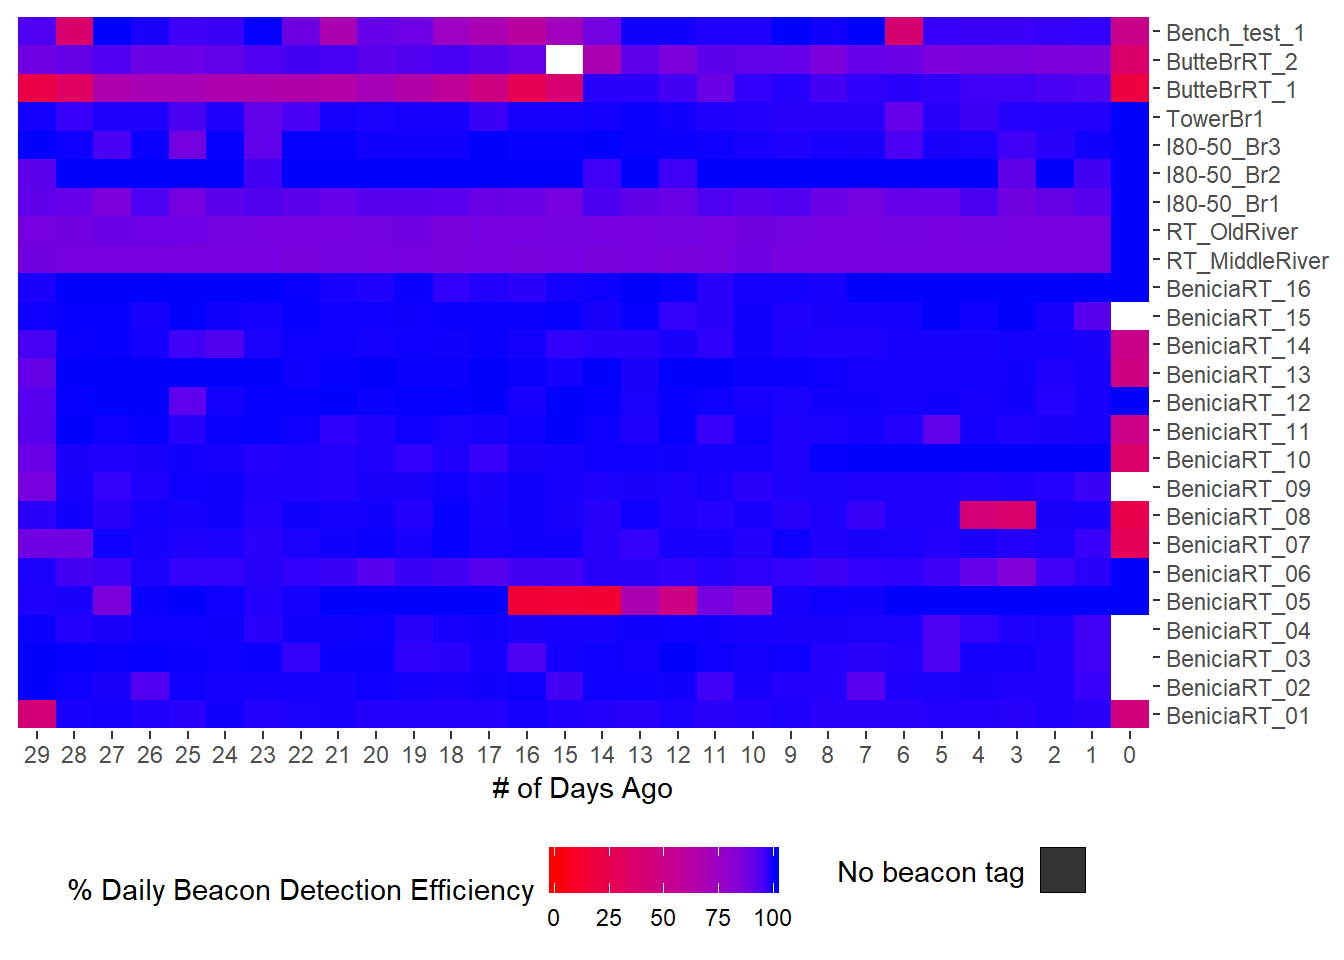 Bench_test_1
ButteBrRT_2
ButteBrRT_1
TowerBr1
I80-50_Br3
I80-50_Br2
I80-50_Br1
RT_OldRiver
RT_MiddleRiver
BeniciaRT_16
BeniciaRT_15
BeniciaRT_14
BeniciaRT_13
BeniciaRT_12
BeniciaRT_11
BeniciaRT_10
BeniciaRT_09
BeniciaRT_08
BeniciaRT_07
BeniciaRT_06
BeniciaRT_05
BeniciaRT_04
BeniciaRT_03
BeniciaRT_02
BeniciaRT_01
29 28 27 26 25 24 23 22 21 20 19 18 17 16 15 14 13 12 11 10 9 8 7 6 5 4 3 2 1 0
# of Days Ago
% Daily Beacon Detection Efficiency
0 25 50 75 100
No beacon tag